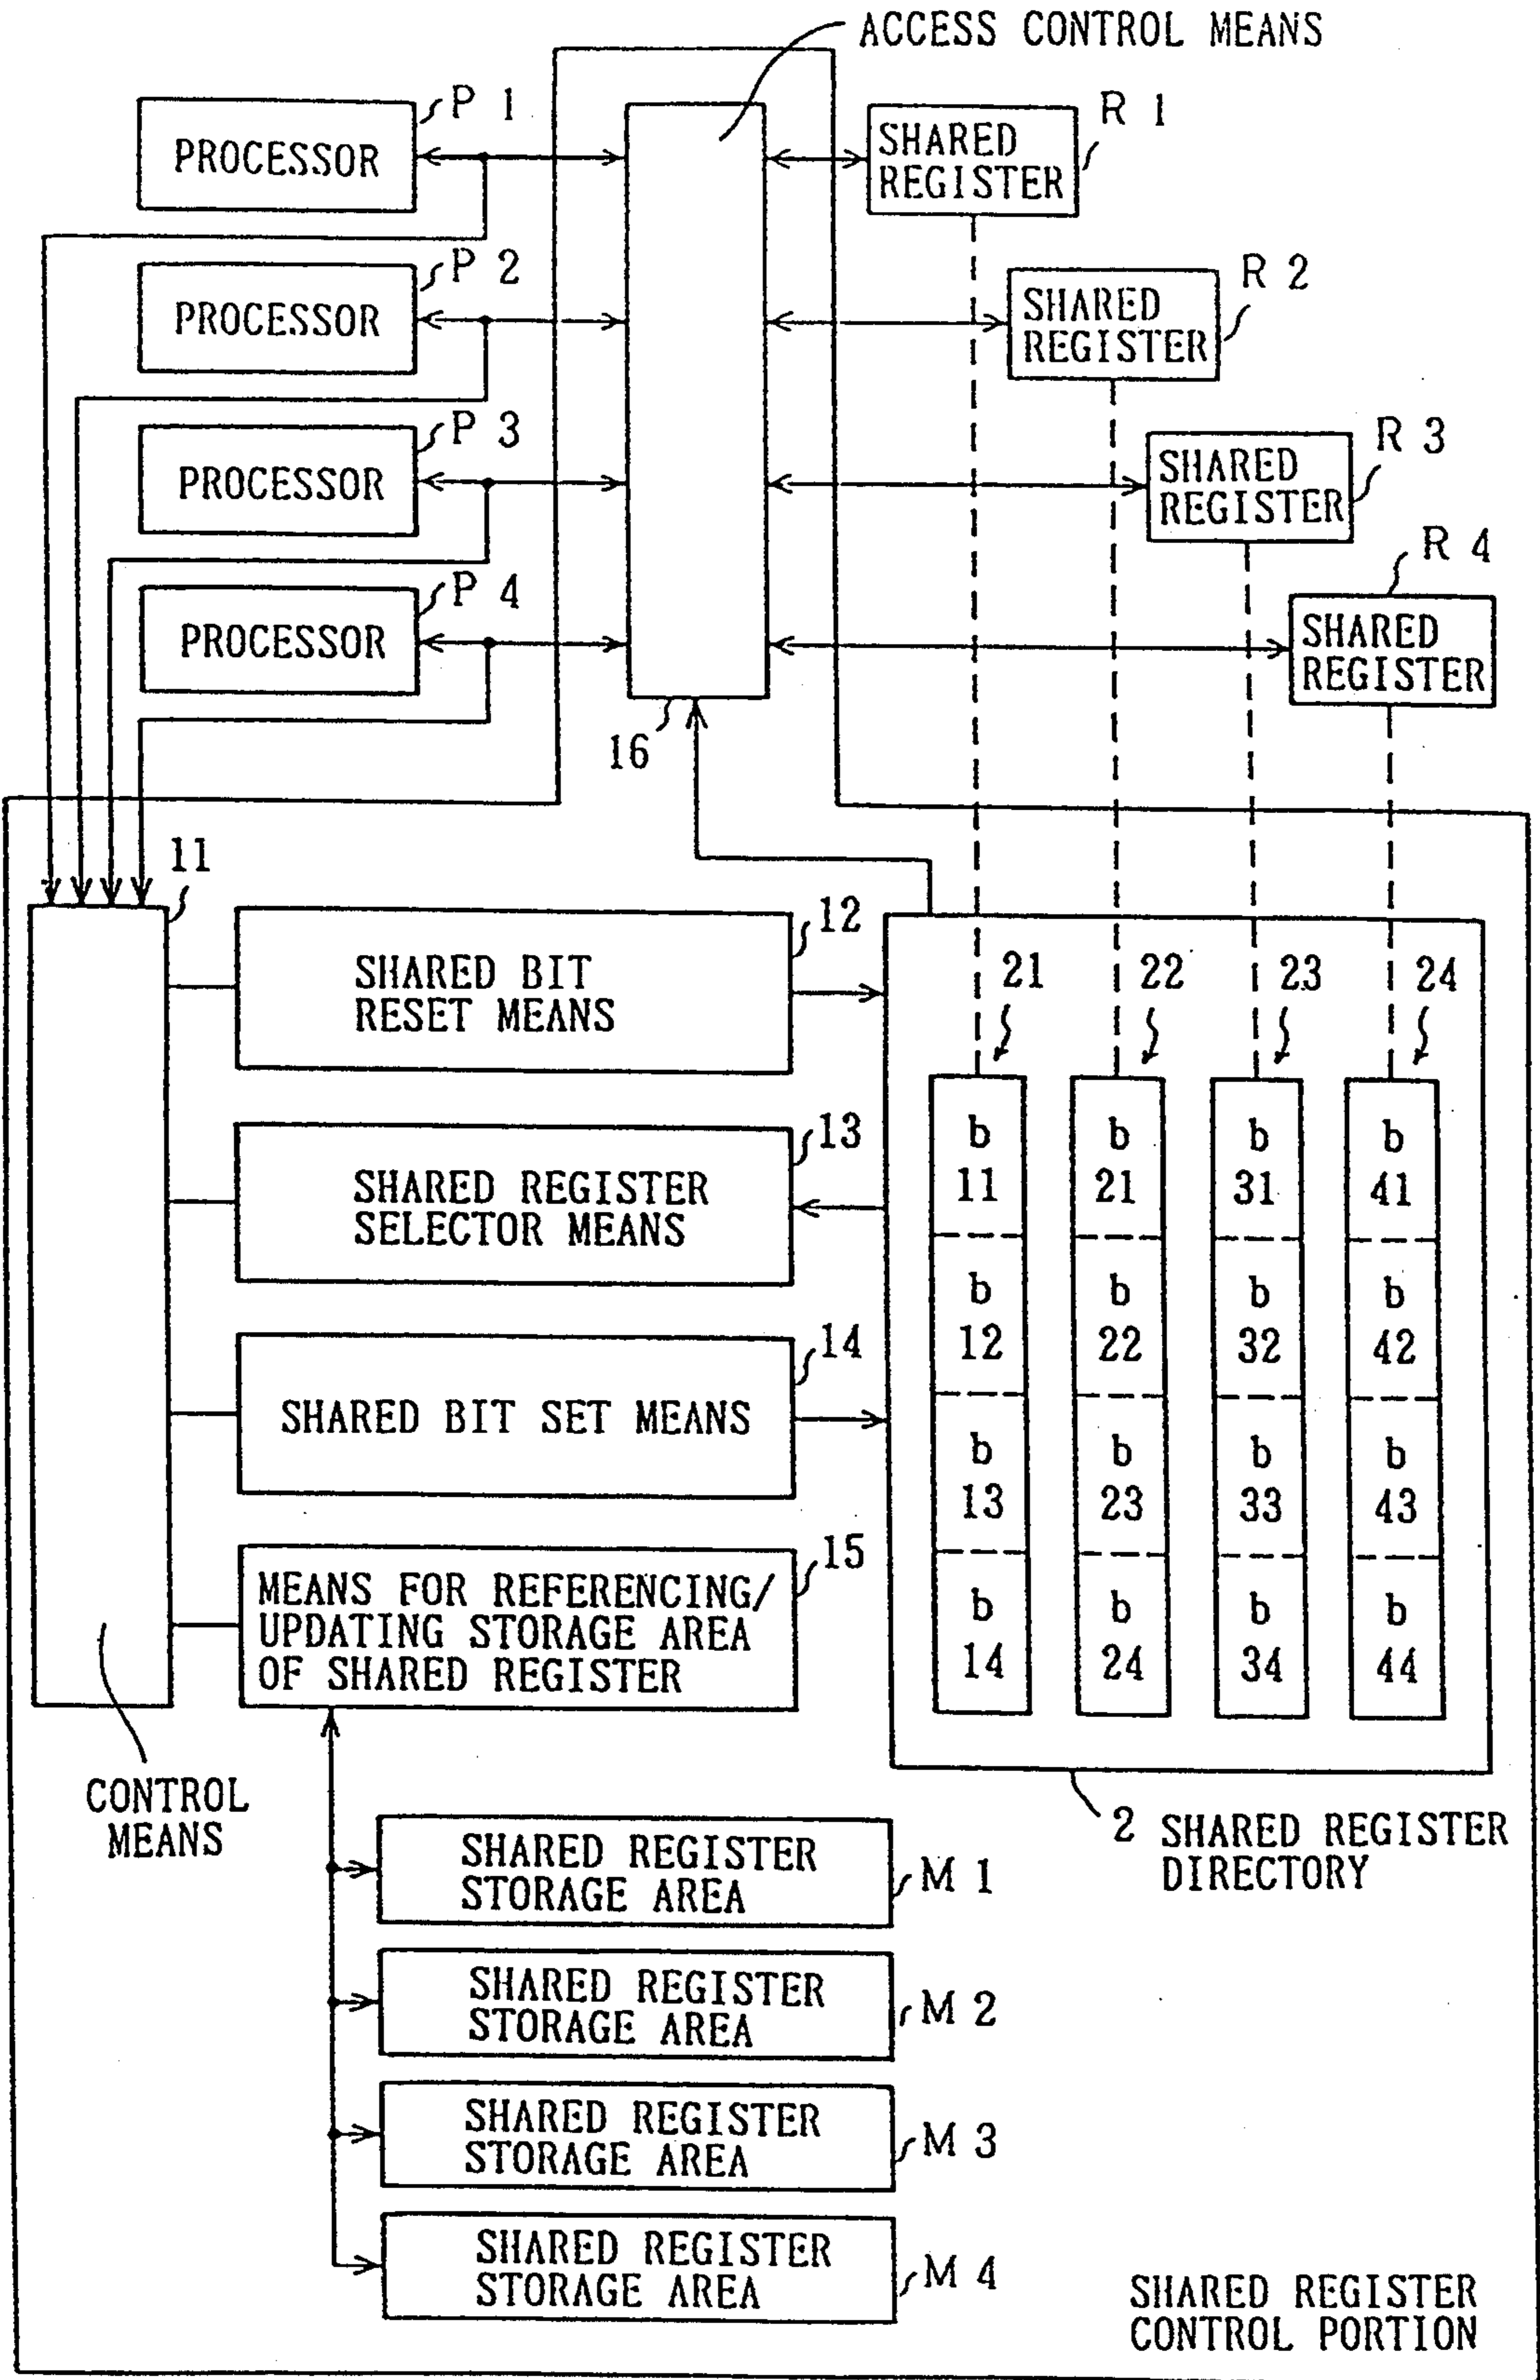 ACCESS CONTROL MEANS
P 1
PROCESSOR
R 1
SHARED
REGISTER
P 2
PROCESSOR
R 2
SHARED
REGISTER
P 3
PROCESSOR
R 3
SHARED
REGISTER
P 4
PROCESSOR
R 4
SHARED
REGISTER
16
11
12
SHARED BIT
RESET MEANS
13
SHARED REGISTER
SELECTOR MEANS
14
SHARED BIT SET MEANS
15
MEANS FOR REFERENCING/
UPDATING STORAGE AREA
OF SHARED REGISTER
21 22 23 24
b b b b
11 21 31 41
b b b b
12 22 32 42
b b b b
13 23 33 43
b b b b
14 24 34 44
CONTROL
MEANS
2 SHARED REGISTER
DIRECTORY
SHARED REGISTER
STORAGE AREA
M 1
SHARED REGISTER
STORAGE AREA
M 2
SHARED REGISTER
STORAGE AREA
M 3
SHARED REGISTER
STORAGE AREA
M 4
SHARED REGISTER
CONTROL PORTION